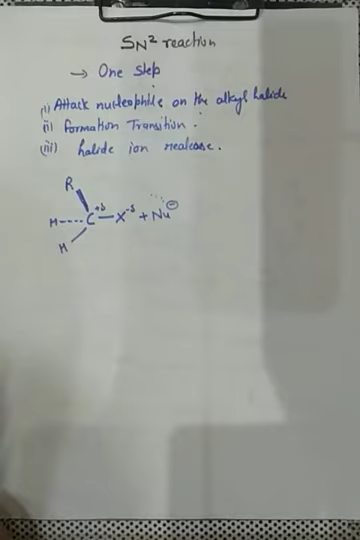 SN² reaction
→ One step
(i) Attack nucleophile on the alkyl halide
ii) formation Transition.
(iii) halide ion realease.
R
H----C+δ—X-δ + Nu⊖
H